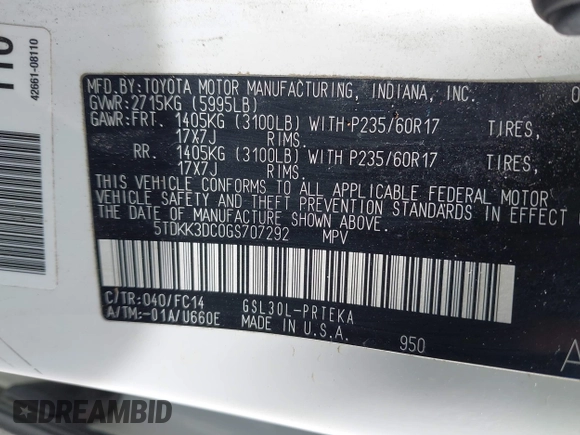 42661-08110
MFD.BY:TOYOTA MOTOR MANUFACTURING, INDIANA, INC.
GVWR:2715KG (5995LB)
GAWR:FRT. 1405KG (3100LB) WITH P235/60R17 TIRES,
17X7J RIMS.
RR. 1405KG (3100LB) WITH P235/60R17 TIRES,
17X7J RIMS.
THIS VEHICLE CONFORMS TO ALL APPLICABLE FEDERAL MOTOR
VEHICLE SAFETY AND THEFT PREVENTION STANDARDS IN EFFECT
THE DATE OF MANUFACTURE SHOWN ABOVE.
5TDKK3DC0GS707292 MPV
C/TR:040/FC14 GSL30L-PRTEKA
A/TM:-01A/U660E MADE IN U.S.A. 950
DREAMBID